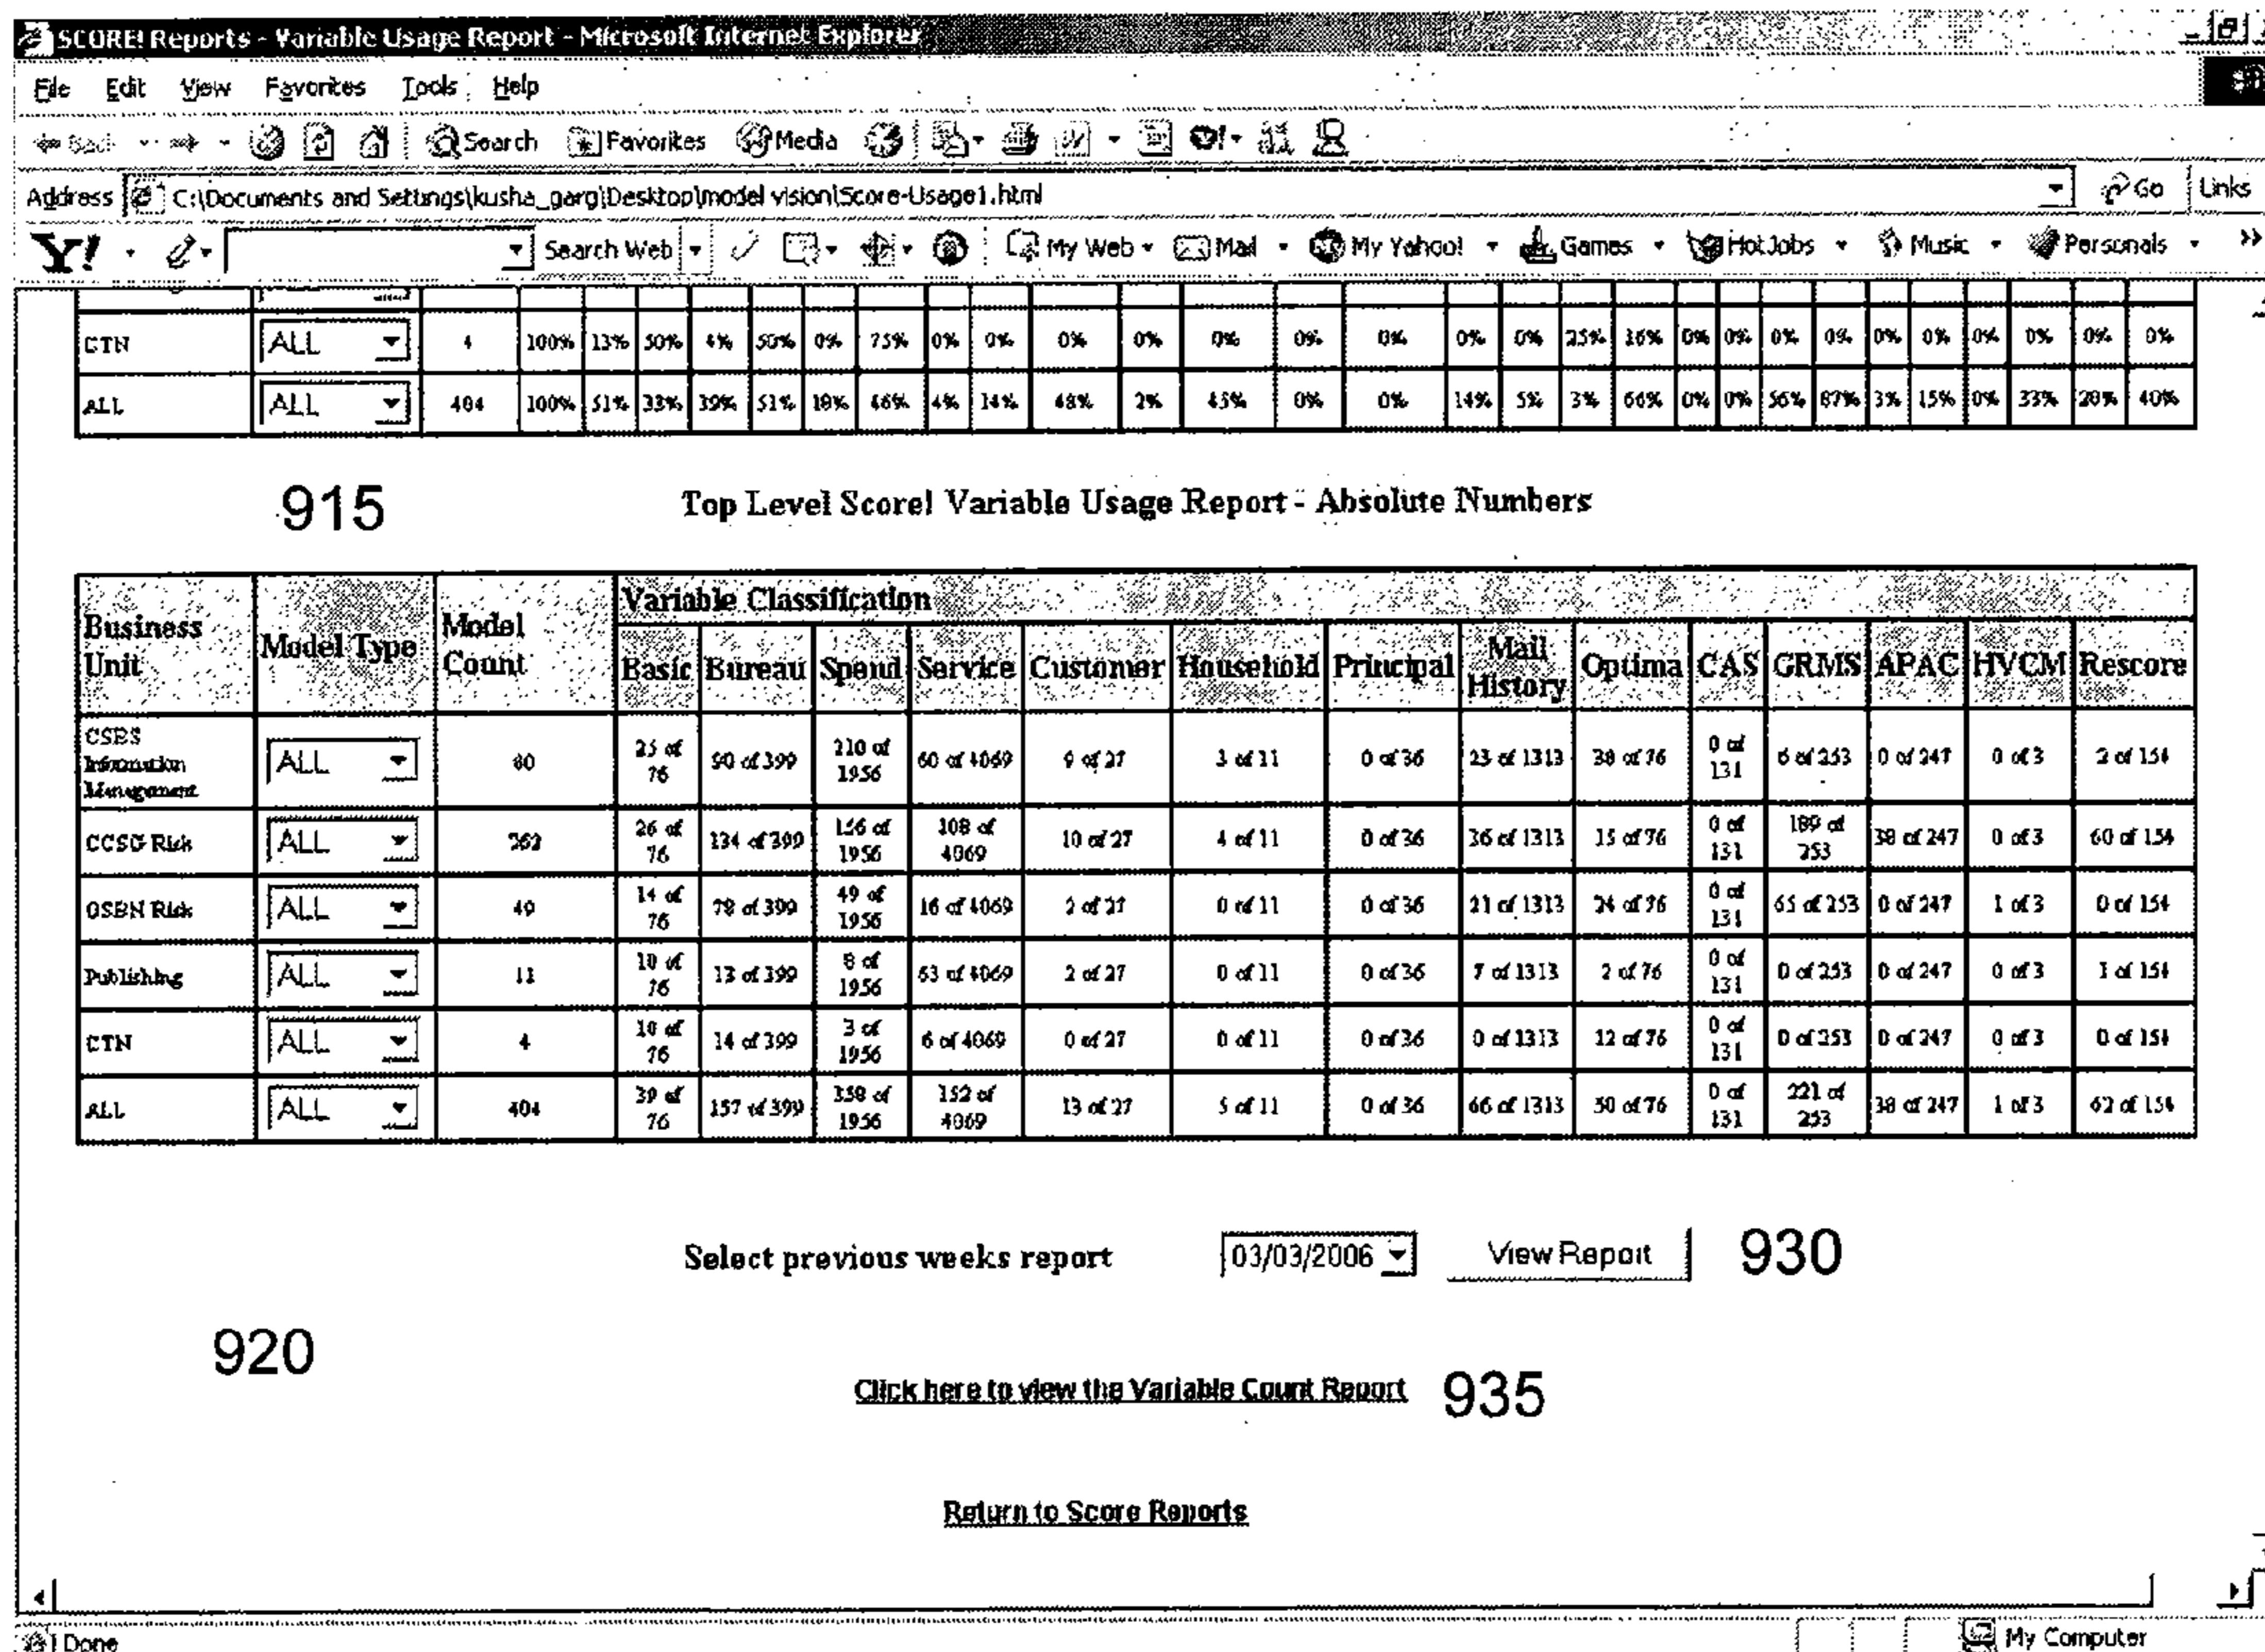 SCORE! Reports - Variable Usage Report - Microsoft Internet Explorer
File Edit View Favorites Tools Help
Back Search Favorites Media
Address C:\Documents and Settings\kusha_garg\Desktop\model vision\Score-Usage1.html Go Links
Y! Search Web My Web Mail My Yahoo! Games HotJobs Music Personals »
CTN ALL 4 100% 13% 50% 4% 50% 0% 75% 0% 0% 0% 0% 0% 0% 0% 0% 0% 25% 16% 0% 0% 0% 0% 0% 0% 0% 0% 0% 0%
ALL ALL 404 100% 51% 33% 39% 51% 18% 46% 4% 14% 48% 2% 45% 0% 0% 14% 5% 3% 66% 0% 0% 56% 87% 3% 15% 0% 33% 20% 40%
915 Top Level Score! Variable Usage Report - Absolute Numbers
Business Unit Model Type Model Count Variable Classification
Basic Bureau Spend Service Customer Household Principal Mail History Optima CAS GRMS APAC HVCM Rescore
CSBS Information Management ALL 80 25 of 76 90 of 399 210 of 1956 60 of 4069 9 of 27 3 of 11 0 of 36 23 of 1313 38 of 76 0 of 131 6 of 253 0 of 247 0 of 3 2 of 154
CCSG Risk ALL 262 26 of 76 134 of 399 156 of 1956 108 of 4069 10 of 27 4 of 11 0 of 36 36 of 1313 15 of 76 0 of 131 189 of 253 38 of 247 0 of 3 60 of 154
OSBN Risk ALL 49 14 of 76 78 of 399 49 of 1956 16 of 4069 2 of 27 0 of 11 0 of 36 21 of 1313 24 of 76 0 of 131 65 of 253 0 of 247 1 of 3 0 of 154
Publishing ALL 11 10 of 76 13 of 399 8 of 1956 53 of 4069 2 of 27 0 of 11 0 of 36 7 of 1313 2 of 76 0 of 131 0 of 253 0 of 247 0 of 3 1 of 154
CTN ALL 4 10 of 76 14 of 399 3 of 1956 6 of 4069 0 of 27 0 of 11 0 of 36 0 of 1313 12 of 76 0 of 131 0 of 253 0 of 247 0 of 3 0 of 154
ALL ALL 404 39 of 76 157 of 399 358 of 1956 152 of 4069 13 of 27 5 of 11 0 of 36 66 of 1313 50 of 76 0 of 131 221 of 253 38 of 247 1 of 3 62 of 154
Select previous weeks report 03/03/2006 View Report 930
920
Click here to view the Variable Count Report 935
Return to Score Reports
Done My Computer